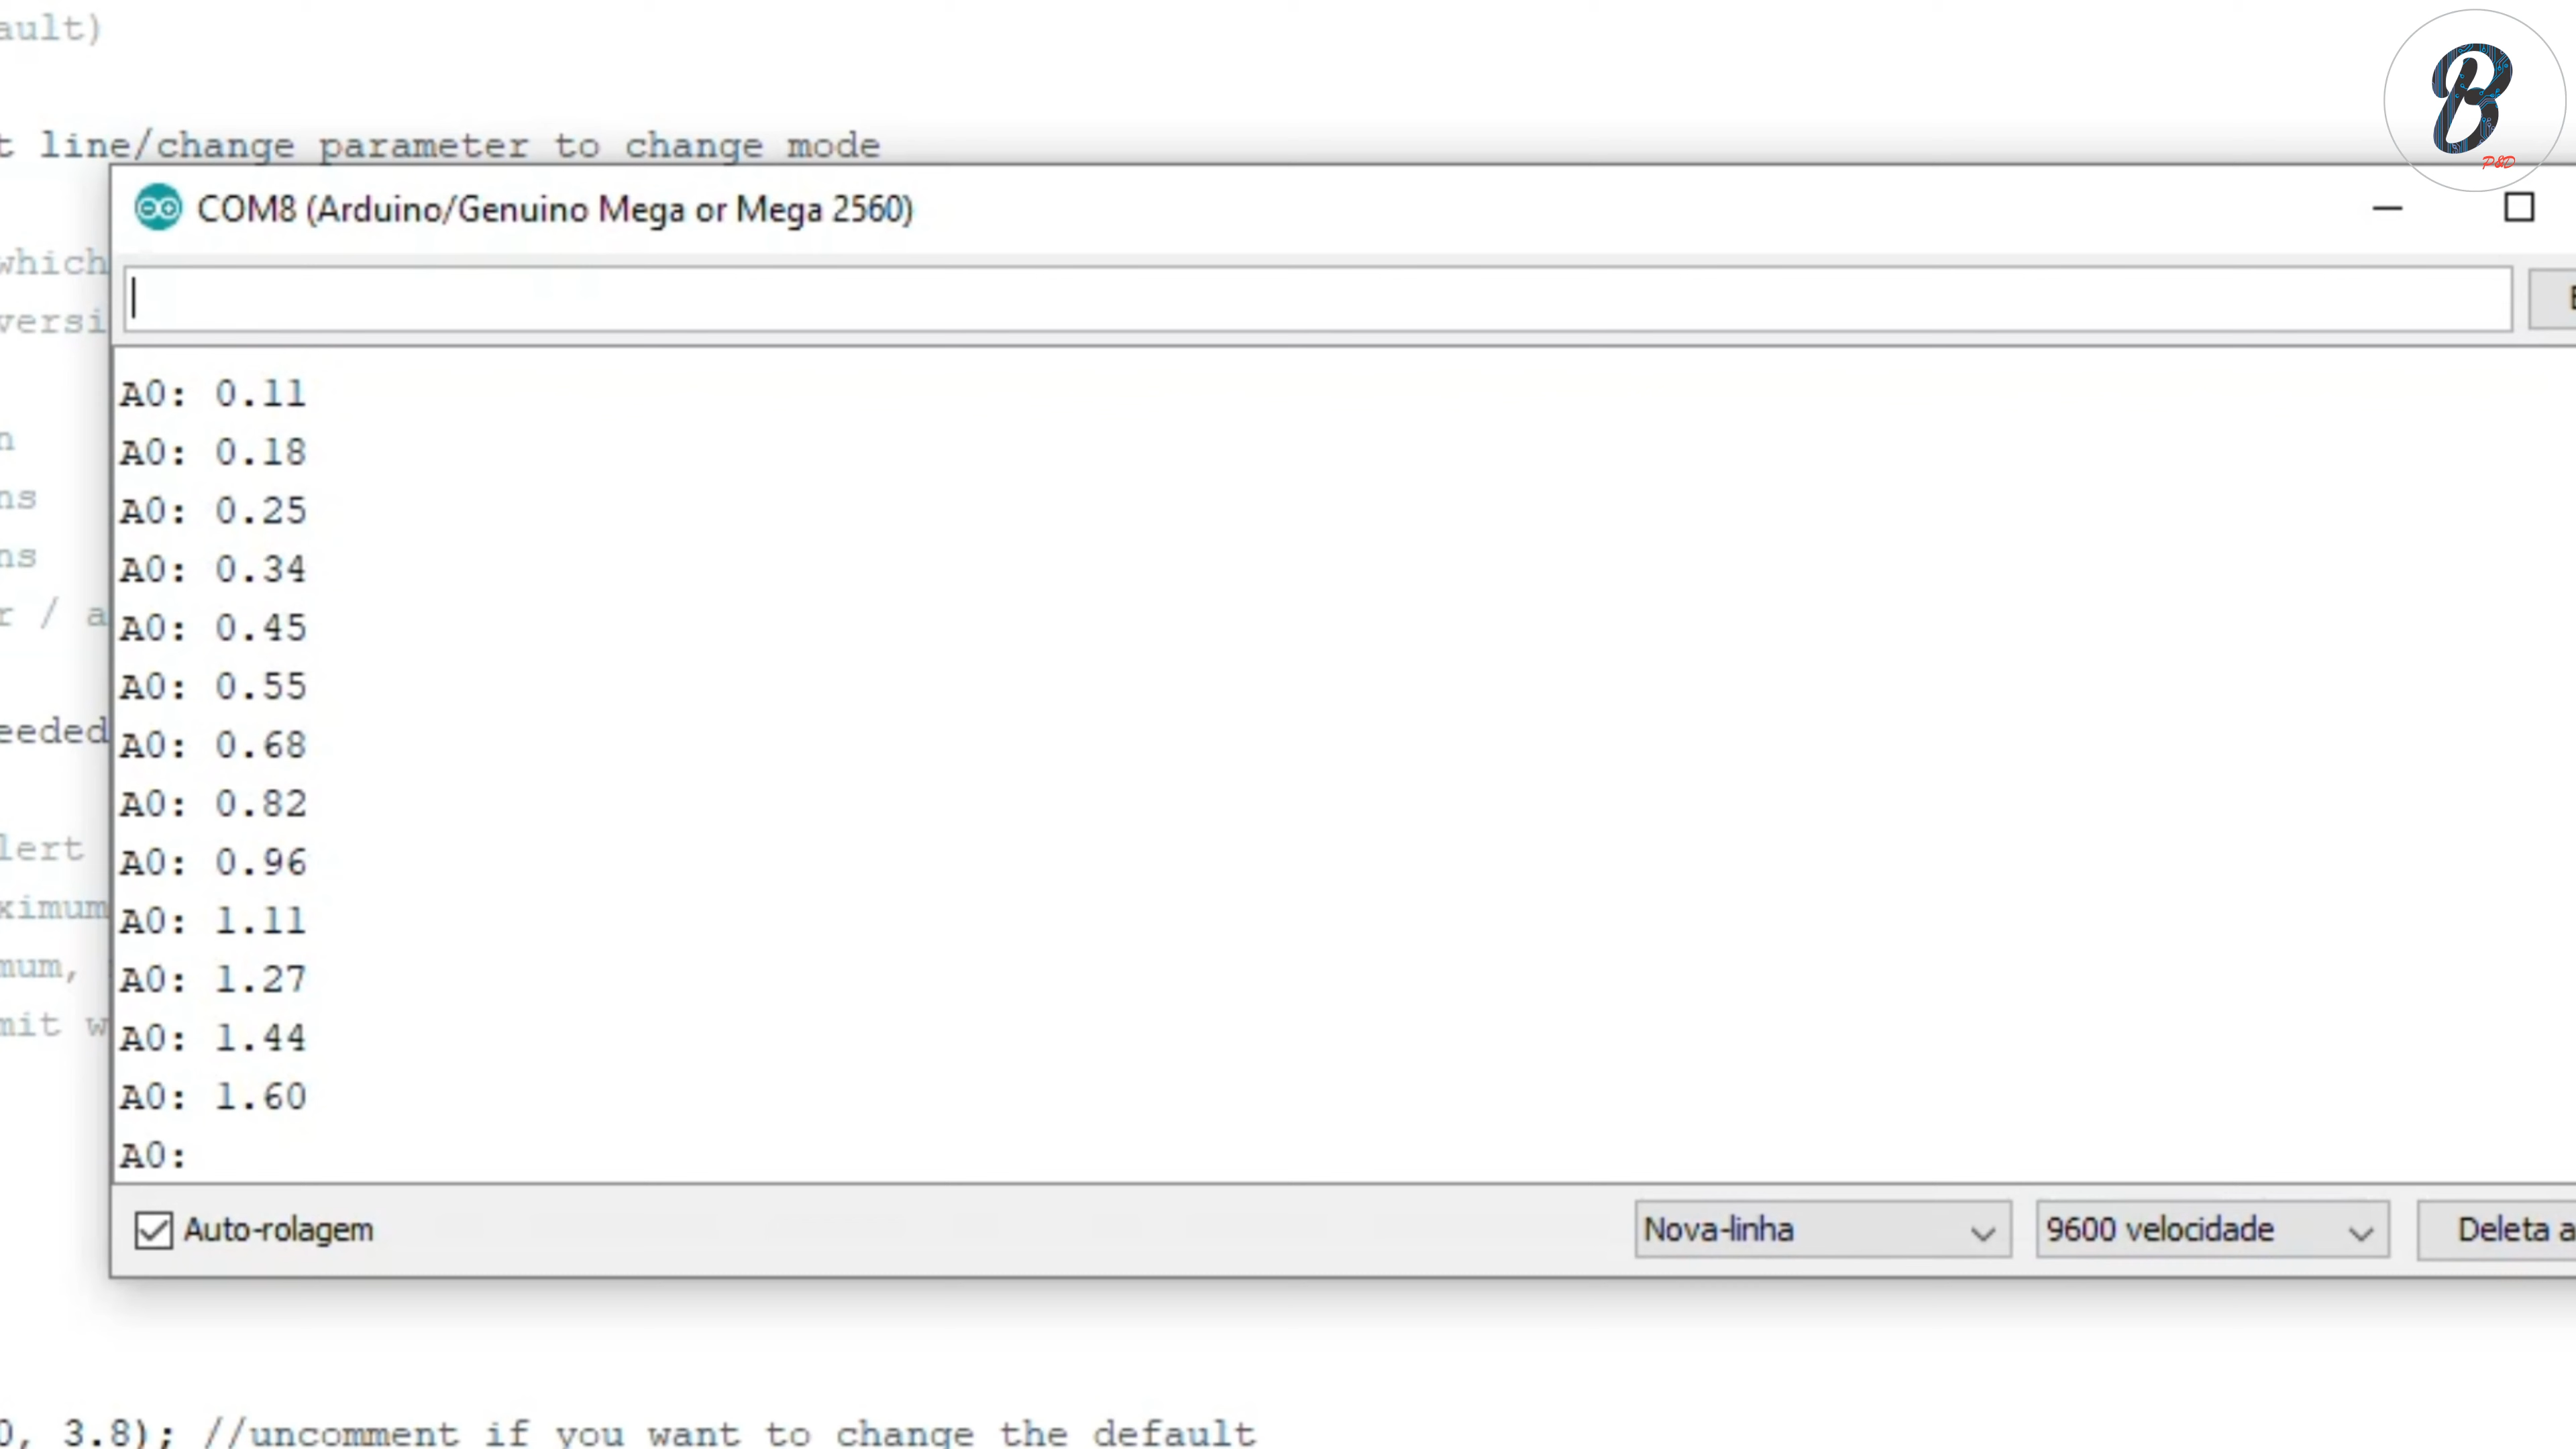 ault)
P&D
t line/change parameter to change mode
COM8 (Arduino/Genuino Mega or Mega 2560)
which
versi
A0: 0.11
A0: 0.18
A0: 0.25
A0: 0.34
A0: 0.45
A0: 0.55
A0: 0.68
A0: 0.82
A0: 0.96
A0: 1.11
A0: 1.27
A0: 1.44
A0: 1.60
A0:
n
ns
ns
r / a
eeded
lert
ximum
mum,
mit w
Auto-rolagem
Nova-linha
9600 velocidade
Deleta a
0, 3.8); //uncomment if you want to change the default